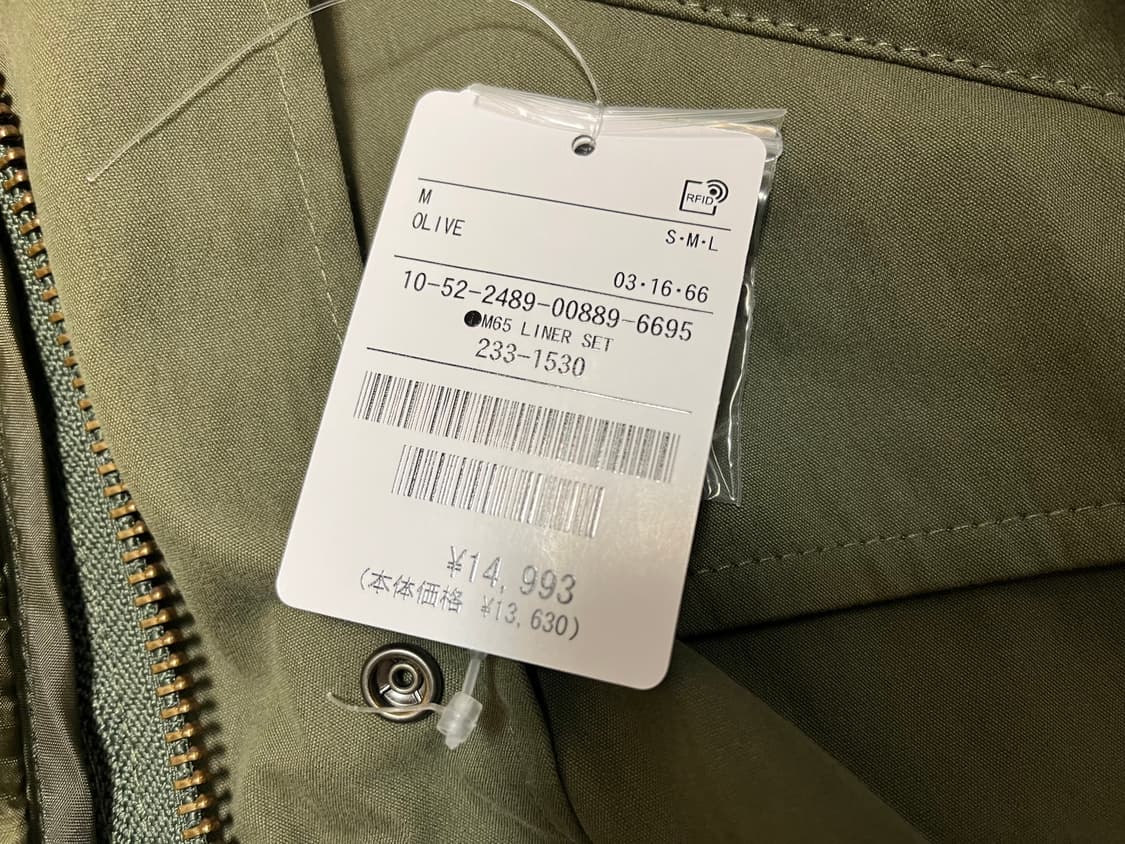 RFID
M
OLIVE
S・M・L
03・16・66
10-52-2489-00889-6695
●M65 LINER SET
233-1530
¥14,993
(本体価格 ¥13,630)